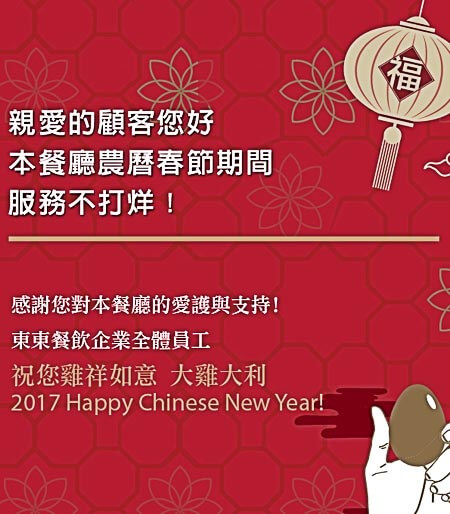 福
親愛的顧客您好
本餐廳農曆春節期間
服務不打烊！
感謝您對本餐廳的愛護與支持！
東東餐飲企業全體員工
祝您雞祥如意 大雞大利
2017 Happy Chinese New Year!